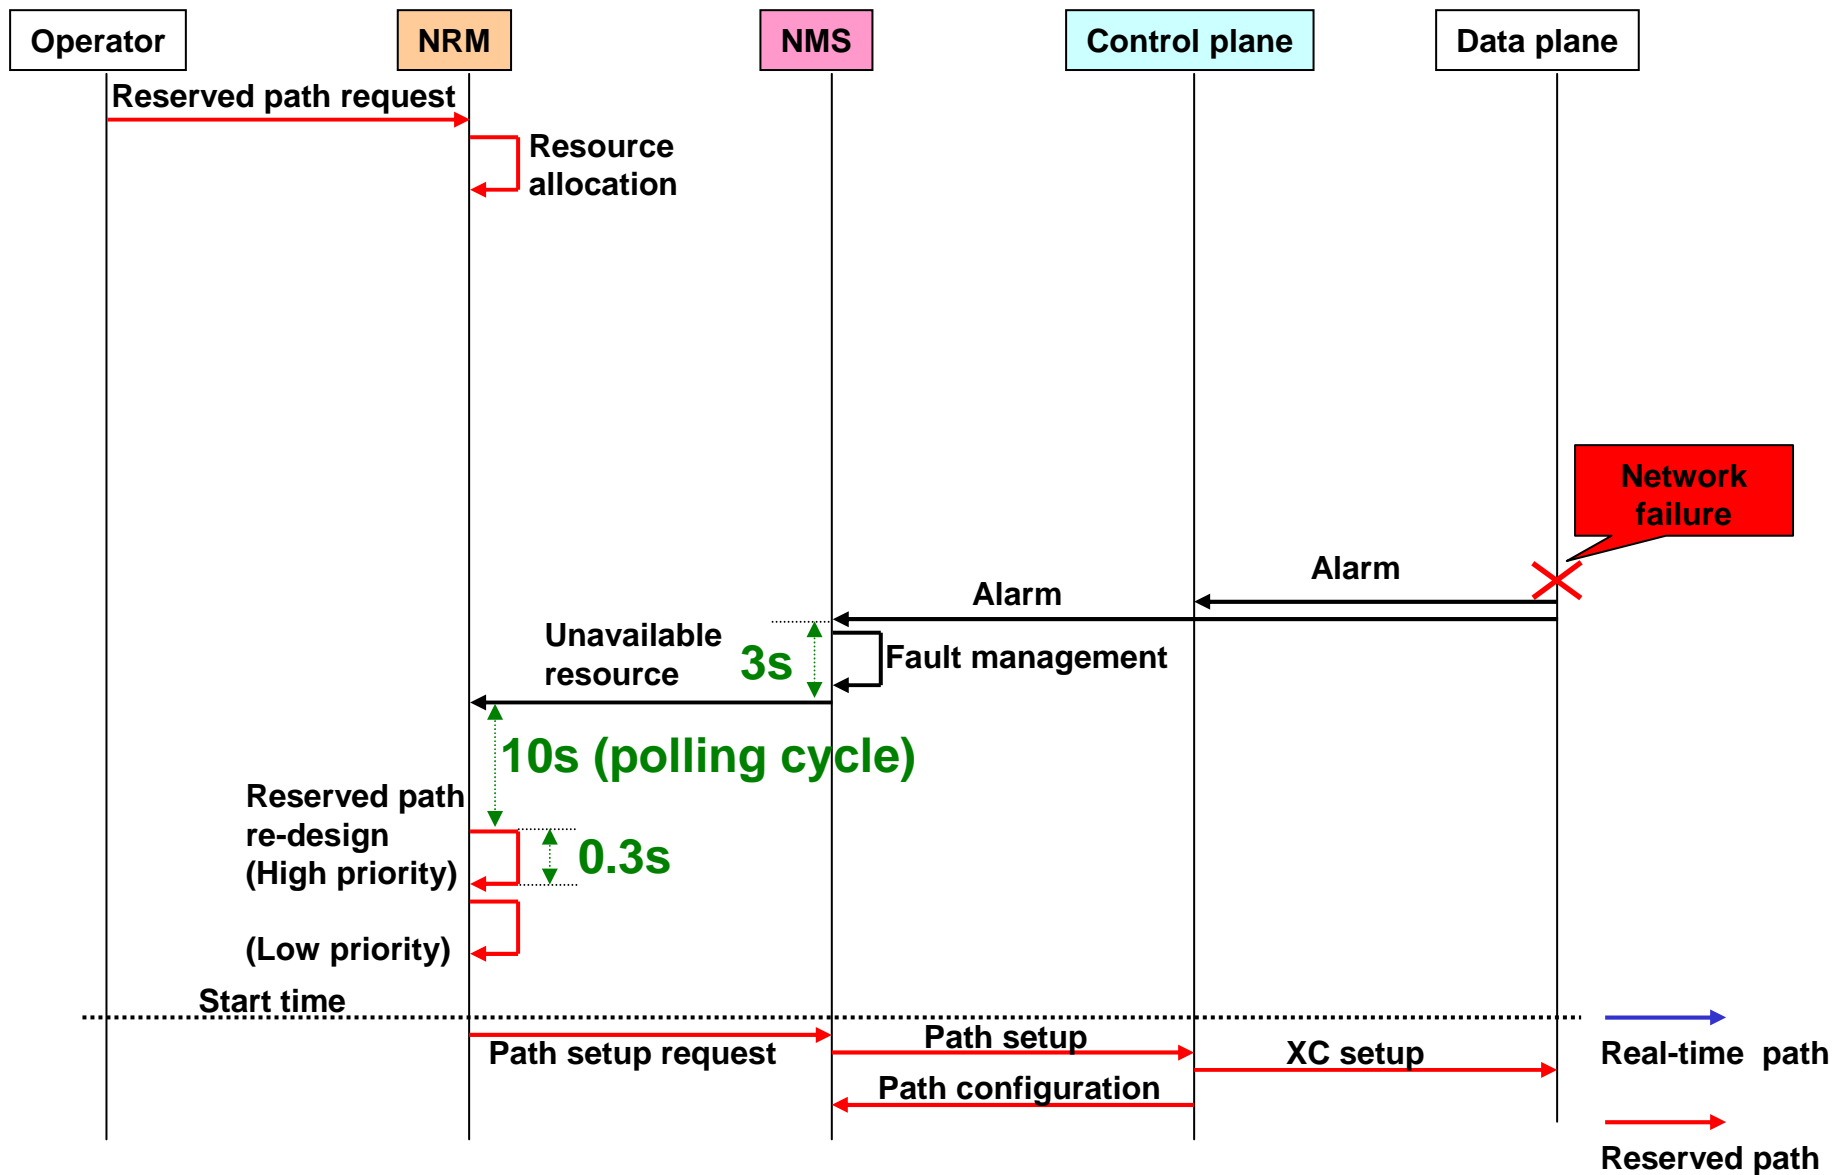 Operator
NRM
NMS
Control plane
Data plane
Reserved path request
Resource
allocation
Network
failure
Alarm
Alarm
Unavailable
resource
3s
Fault management
10s (polling cycle)
Reserved path
re-design
(High priority)
0.3s
(Low priority)
Start time
Path setup request
Path setup
XC setup
Real-time path
Path configuration
Reserved path